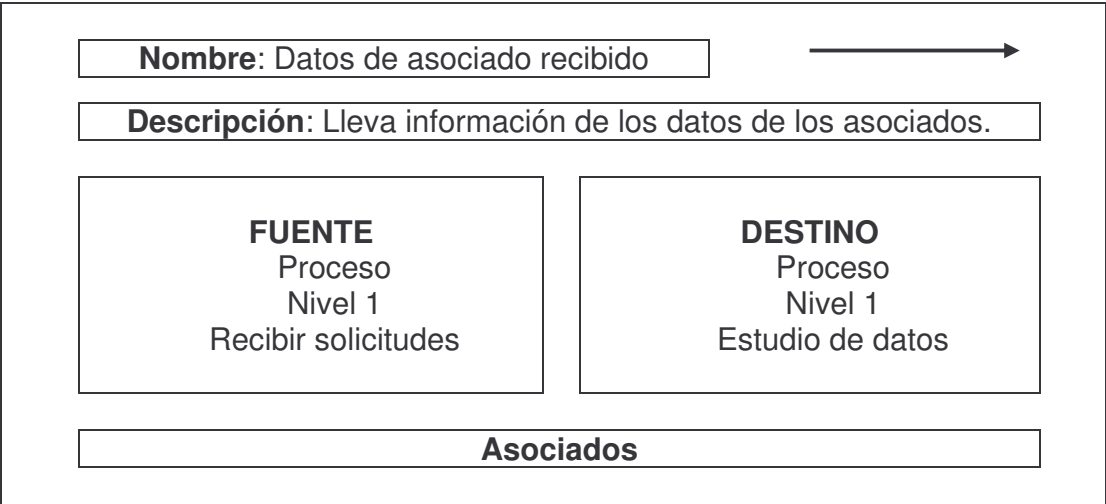 Nombre: Datos de asociado recibido
Descripción: Lleva información de los datos de los asociados.
FUENTE
Proceso
Nivel 1
Recibir solicitudes
DESTINO
Proceso
Nivel 1
Estudio de datos
Asociados